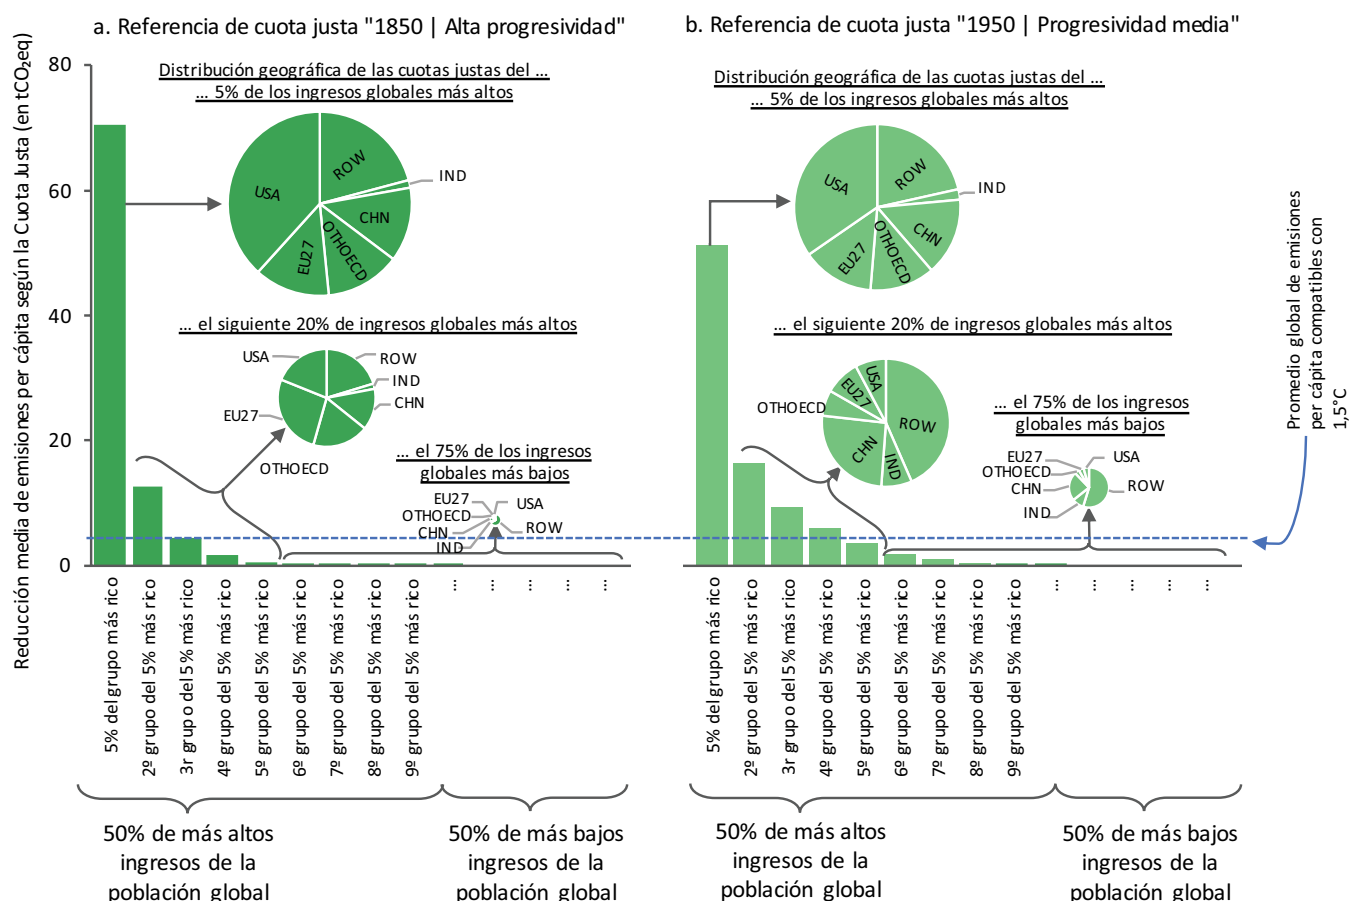 a. Referencia de cuota justa "1850 | Alta progresividad"
Reducción media de emisiones per cápita según la Cuota Justa (en tCO₂eq)
80
60
40
20
0
Distribución geográfica de las cuotas justas del ...
... 5% de los ingresos globales más altos
USA
ROW
IND
CHN
OTHOECD
EU27
... el siguiente 20% de ingresos globales más altos
USA
ROW
IND
CHN
EU27
OTHOECD
... el 75% de los ingresos
globales más bajos
EU27
USA
OTHOECD
ROW
CHN
IND
5% del grupo más rico
2º grupo del 5% más rico
3r grupo del 5% más rico
4º grupo del 5% más rico
5º grupo del 5% más rico
6º grupo del 5% más rico
7º grupo del 5% más rico
8º grupo del 5% más rico
9º grupo del 5% más rico
...
...
...
...
...
50% de más altos
ingresos de la
población global
50% de más bajos
ingresos de la
población global
b. Referencia de cuota justa "1950 | Progresividad media"
Distribución geográfica de las cuotas justas del ...
... 5% de los ingresos globales más altos
USA
ROW
IND
CHN
OTHOECD
EU27
... el siguiente 20% de ingresos globales más altos
USA
EU27
OTHOECD
ROW
CHN
IND
... el 75% de los ingresos
globales más bajos
EU27
USA
OTHOECD
CHN
ROW
IND
Promedio global de emisiones
per cápita compatibles con
1,5°C
5% del grupo más rico
2º grupo del 5% más rico
3r grupo del 5% más rico
4º grupo del 5% más rico
5º grupo del 5% más rico
6º grupo del 5% más rico
7º grupo del 5% más rico
8º grupo del 5% más rico
9º grupo del 5% más rico
...
...
...
...
...
50% de más altos
ingresos de la
población global
50% de más bajos
ingresos de la
población global